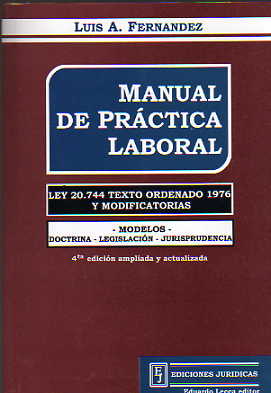 LUIS A. FERNANDEZ
MANUAL
DE PRÁCTICA
LABORAL
LEY 20.744 TEXTO ORDENADO 1976
Y MODIFICATORIAS
- MODELOS -
DOCTRINA - LEGISLACIÓN - JURISPRUDENCIA
4ta edición ampliada y actualizada
EJ
EDICIONES JURIDICAS
Eduardo Lecca editor